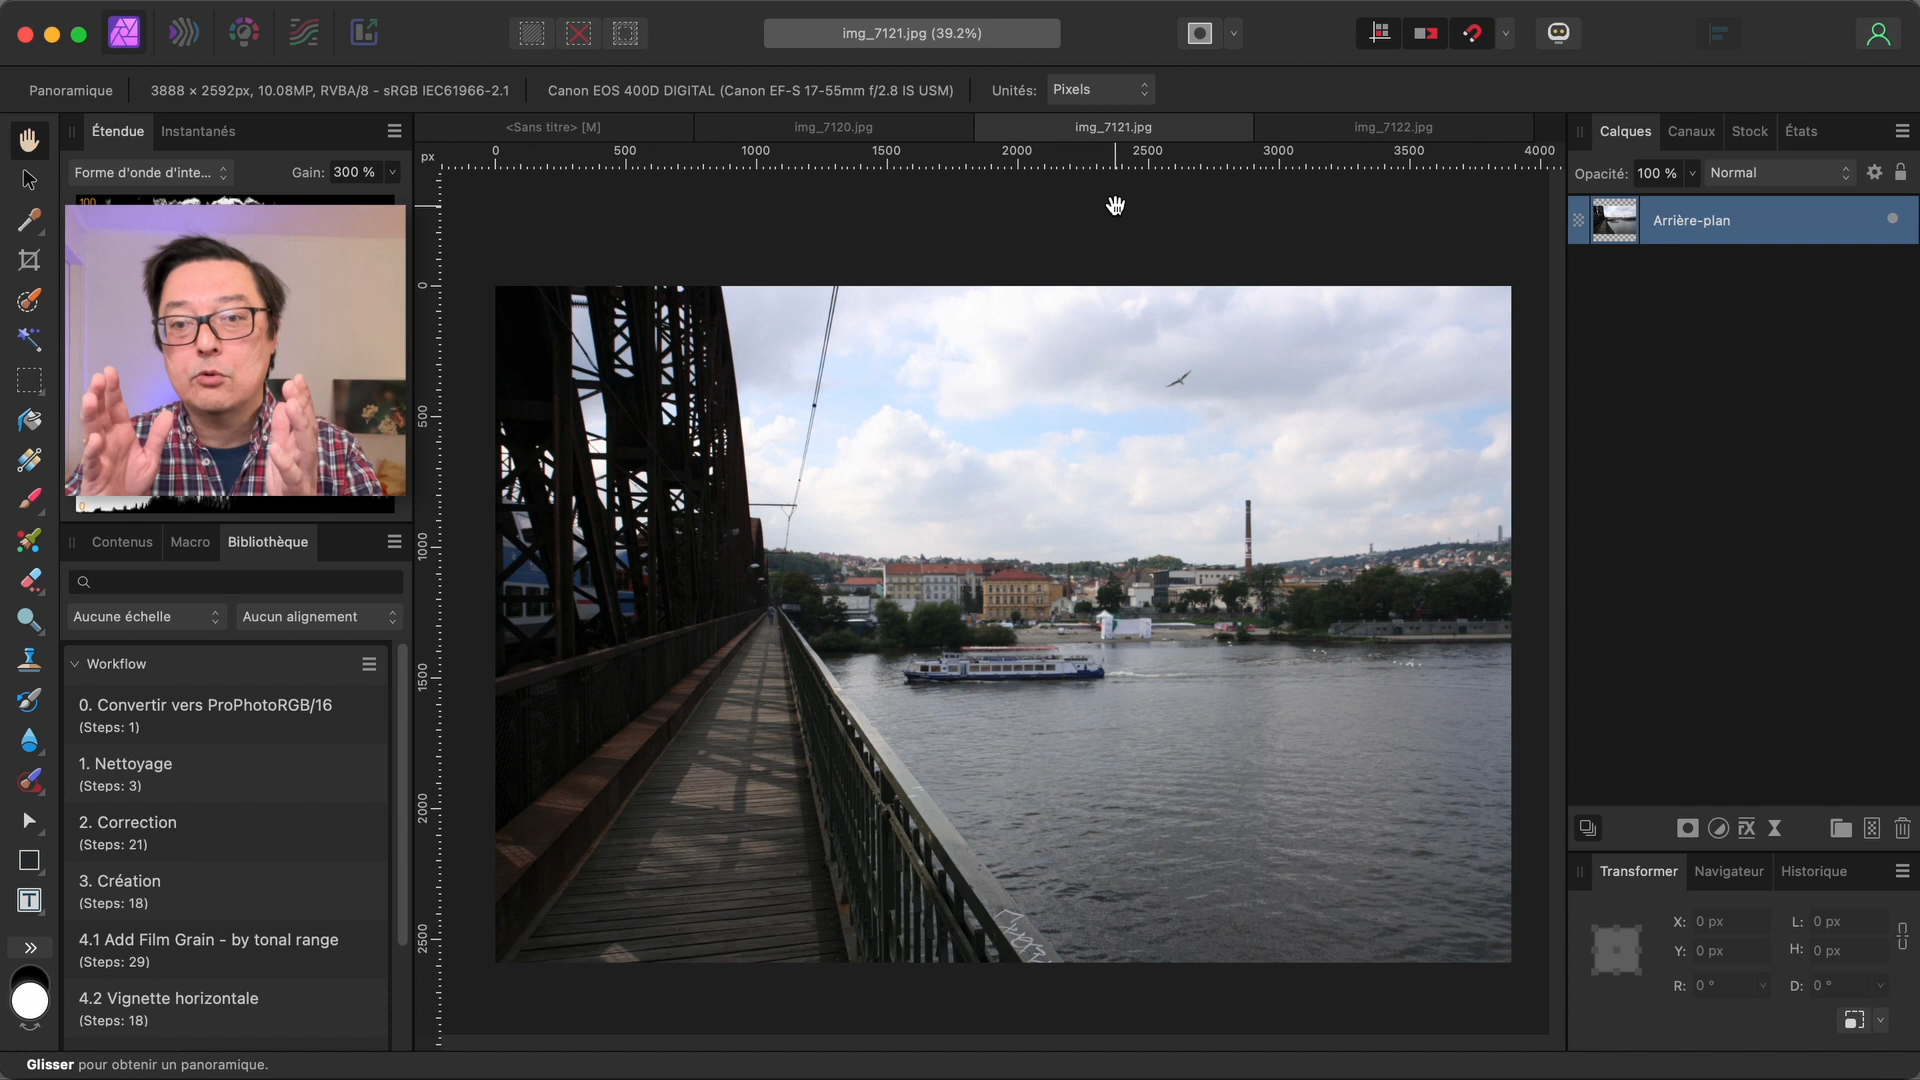 img_7121.jpg (39.2%)
Panoramique
3888 × 2592px, 10.08MP, RVBA/8 - sRGB IEC61966-2.1
Canon EOS 400D DIGITAL (Canon EF-S 17-55mm f/2.8 IS USM)
Unités:
Pixels
Étendue
Instantanés
<Sans titre> [M]
img_7120.jpg
img_7121.jpg
img_7122.jpg
Calques
Canaux
Stock
États
px
0 500 1000 1500 2000 2500 3000 3500 4000
Forme d'onde d'inte...
Gain:
300 %
Opacité:
100 %
Normal
100
Arrière-plan
0
500
1000
1500
2000
2500
0
Contenus
Macro
Bibliothèque
Aucune échelle
Aucun alignement
Workflow
0. Convertir vers ProPhotoRGB/16
(Steps: 1)
1. Nettoyage
(Steps: 3)
2. Correction
(Steps: 21)
3. Création
(Steps: 18)
4.1 Add Film Grain - by tonal range
(Steps: 29)
4.2 Vignette horizontale
(Steps: 18)
Transformer
Navigateur
Historique
X: 0 px
L: 0 px
Y: 0 px
H: 0 px
R: 0 °
D: 0 °
Glisser pour obtenir un panoramique.